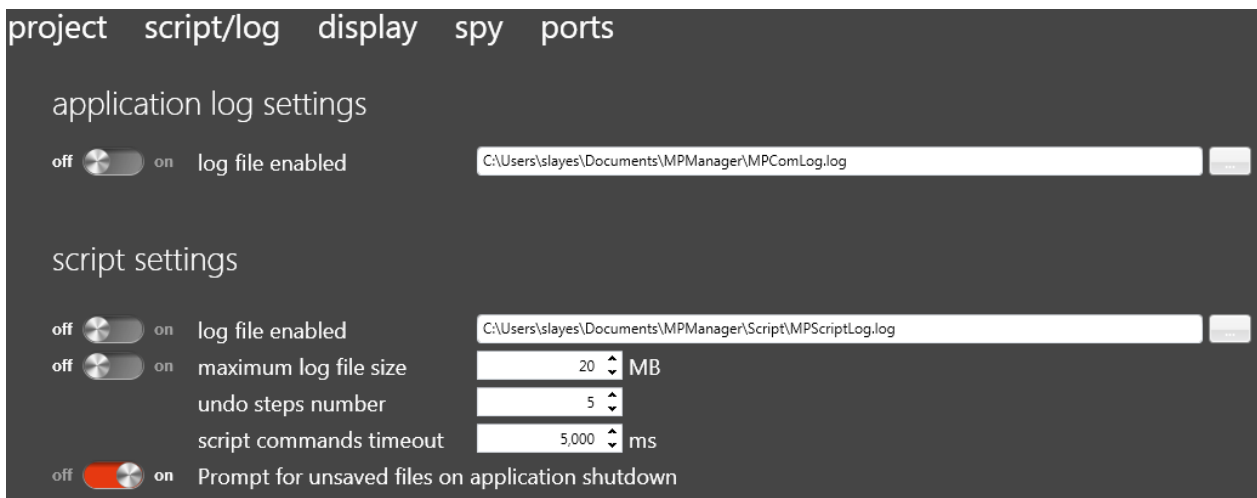 project script/log display spy ports
application log settings
off on log file enabled C:\Users\slayes\Documents\MPManager\MPComLog.log ...
script settings
off on log file enabled C:\Users\slayes\Documents\MPManager\Script\MPScriptLog.log ...
off on maximum log file size 20 MB
undo steps number 5
script commands timeout 5,000 ms
off on Prompt for unsaved files on application shutdown